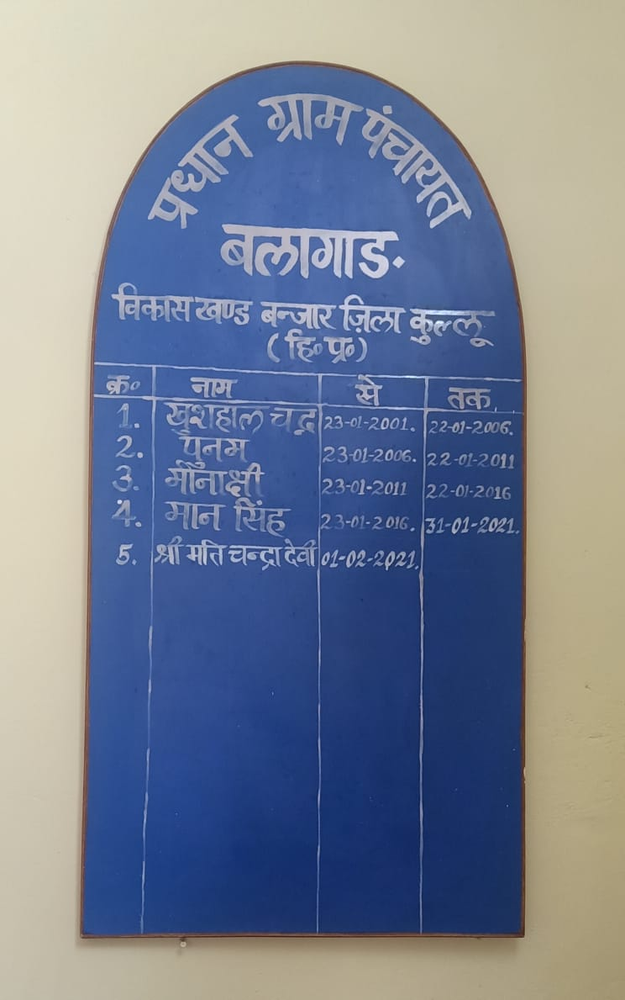 प्रधान ग्राम पंचायत
बलागाड.
विकास खण्ड बन्जार ज़िला कुल्लू
(हि० प्र०)
क्र० नाम से तक
1. खुशहाल चन्द्र 23-01-2001. 22-01-2006.
2. पुनम 23-01-2006. 22-01-2011
3. मीनाक्षी 23-01-2011 22-01-2016
4. मान सिंह 23-01-2016. 31-01-2021.
5. श्री मति चन्द्रा देवी 01-02-2021.